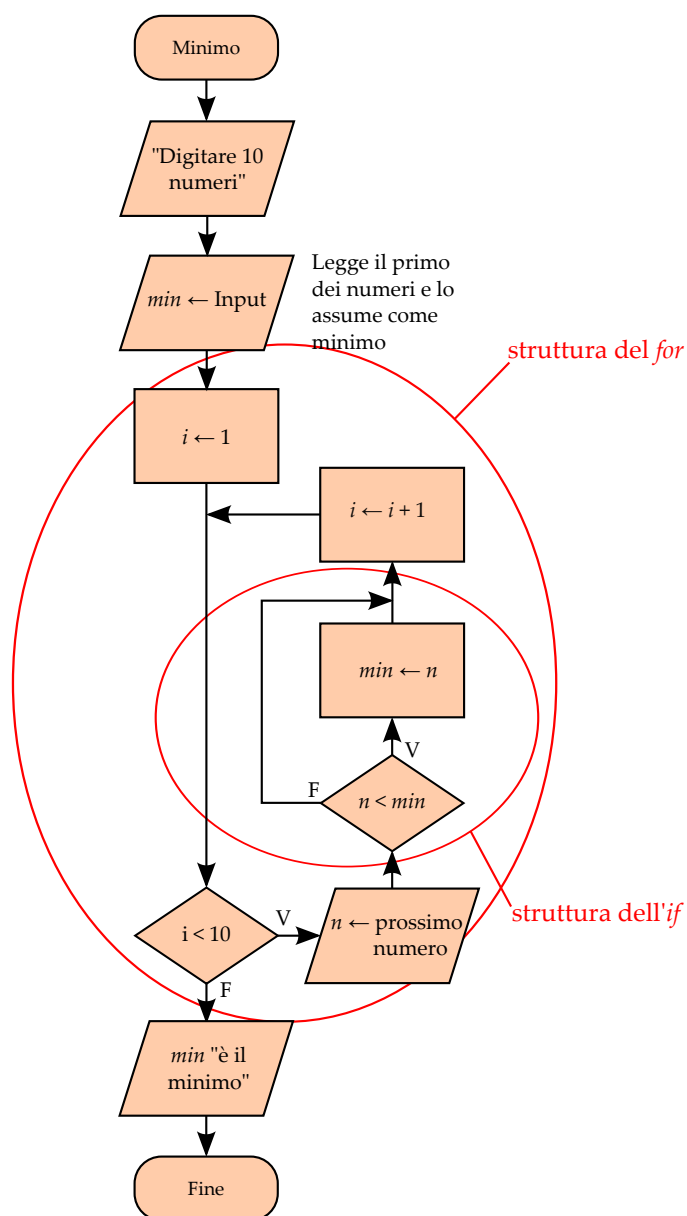 Minimo
"Digitare 10
numeri"
min ← Input
Legge il primo
dei numeri e lo
assume come
minimo
struttura del for
i ← 1
i ← i + 1
min ← n
V
F
n < min
i < 10
V
n ← prossimo
numero
struttura dell'if
F
min "è il
minimo"
Fine